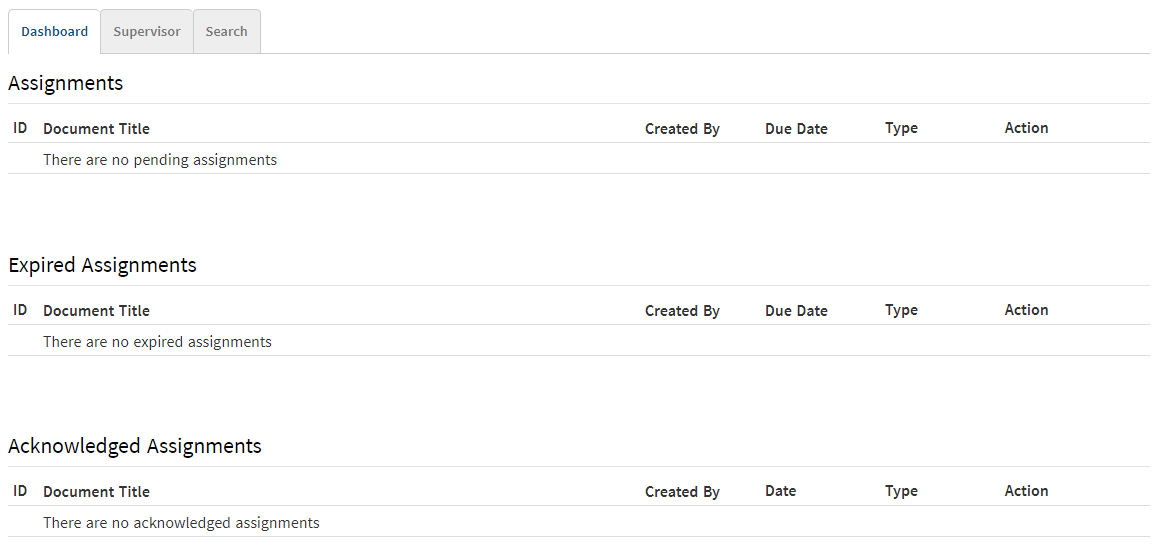 Dashboard Supervisor Search
Assignments
ID Document Title Created By Due Date Type Action
There are no pending assignments
Expired Assignments
ID Document Title Created By Due Date Type Action
There are no expired assignments
Acknowledged Assignments
ID Document Title Created By Date Type Action
There are no acknowledged assignments